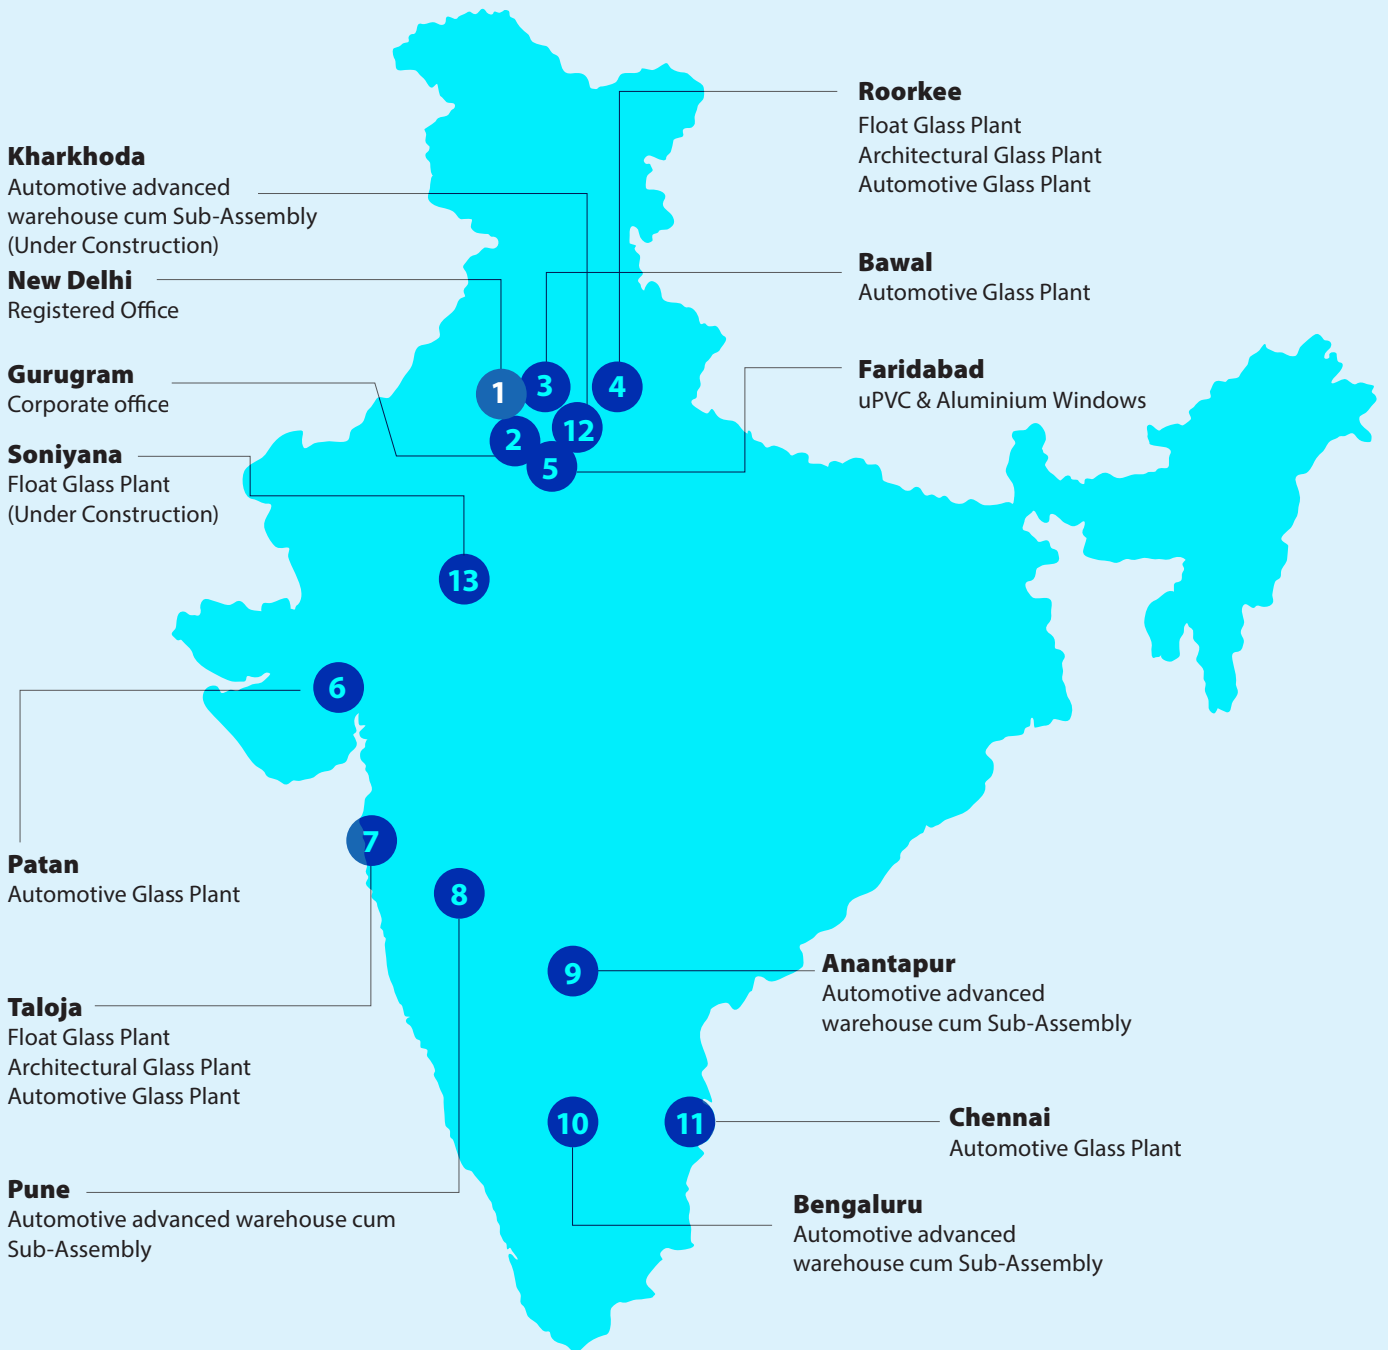 Kharkhoda
Automotive advanced
warehouse cum Sub-Assembly
(Under Construction)
New Delhi
Registered Office
Gurugram
Corporate office
Soniyana
Float Glass Plant
(Under Construction)
Patan
Automotive Glass Plant
Taloja
Float Glass Plant
Architectural Glass Plant
Automotive Glass Plant
Pune
Automotive advanced warehouse cum
Sub-Assembly
1
3
4
12
2
5
13
6
7
8
9
10
11
Roorkee
Float Glass Plant
Architectural Glass Plant
Automotive Glass Plant
Bawal
Automotive Glass Plant
Faridabad
uPVC & Aluminium Windows
Anantapur
Automotive advanced
warehouse cum Sub-Assembly
Chennai
Automotive Glass Plant
Bengaluru
Automotive advanced
warehouse cum Sub-Assembly